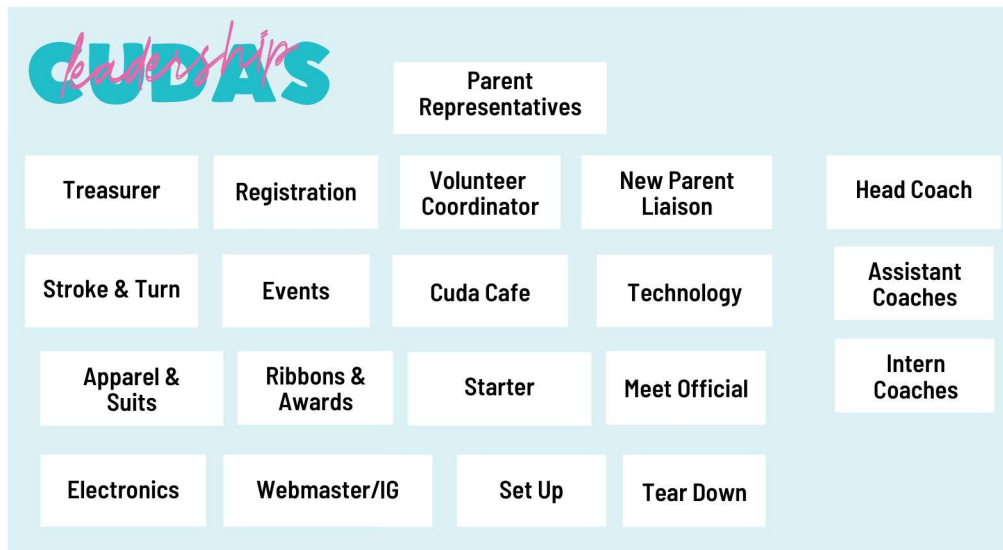 CUDAS
leadership
Parent
Representatives
Treasurer
Registration
Volunteer
Coordinator
New Parent
Liaison
Head Coach
Stroke & Turn
Events
Cuda Cafe
Technology
Assistant
Coaches
Apparel &
Suits
Ribbons &
Awards
Starter
Meet Official
Intern
Coaches
Electronics
Webmaster/IG
Set Up
Tear Down